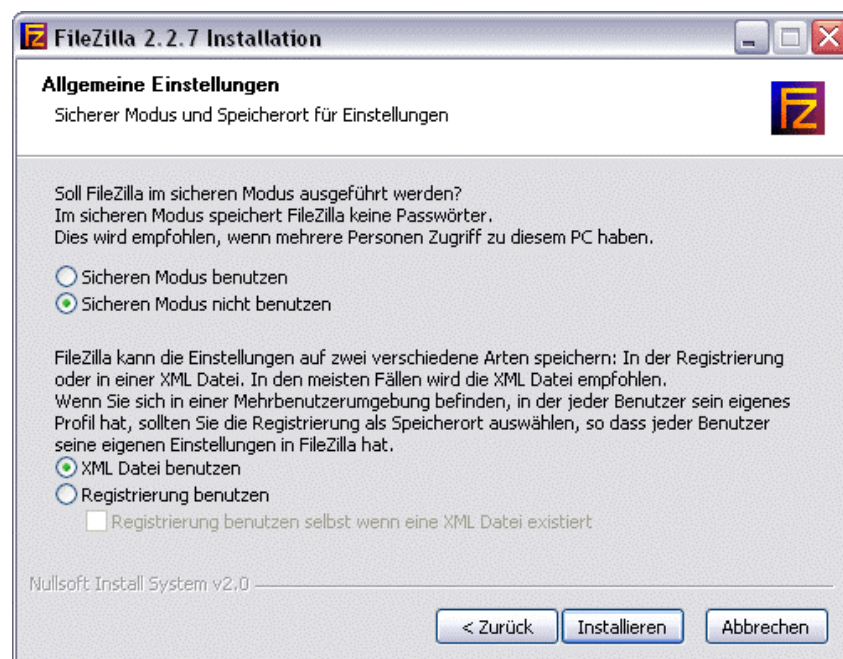 FileZilla 2.2.7 Installation
Allgemeine Einstellungen
Sicherer Modus und Speicherort für Einstellungen
FZ
Soll FileZilla im sicheren Modus ausgeführt werden?
Im sicheren Modus speichert FileZilla keine Passwörter.
Dies wird empfohlen, wenn mehrere Personen Zugriff zu diesem PC haben.
Sicheren Modus benutzen
Sicheren Modus nicht benutzen
FileZilla kann die Einstellungen auf zwei verschiedene Arten speichern: In der Registrierung
oder in einer XML Datei. In den meisten Fällen wird die XML Datei empfohlen.
Wenn Sie sich in einer Mehrbenutzerumgebung befinden, in der jeder Benutzer sein eigenes
Profil hat, sollten Sie die Registrierung als Speicherort auswählen, so dass jeder Benutzer
seine eigenen Einstellungen in FileZilla hat.
XML Datei benutzen
Registrierung benutzen
Registrierung benutzen selbst wenn eine XML Datei existiert
Nullsoft Install System v2.0
< Zurück
Installieren
Abbrechen